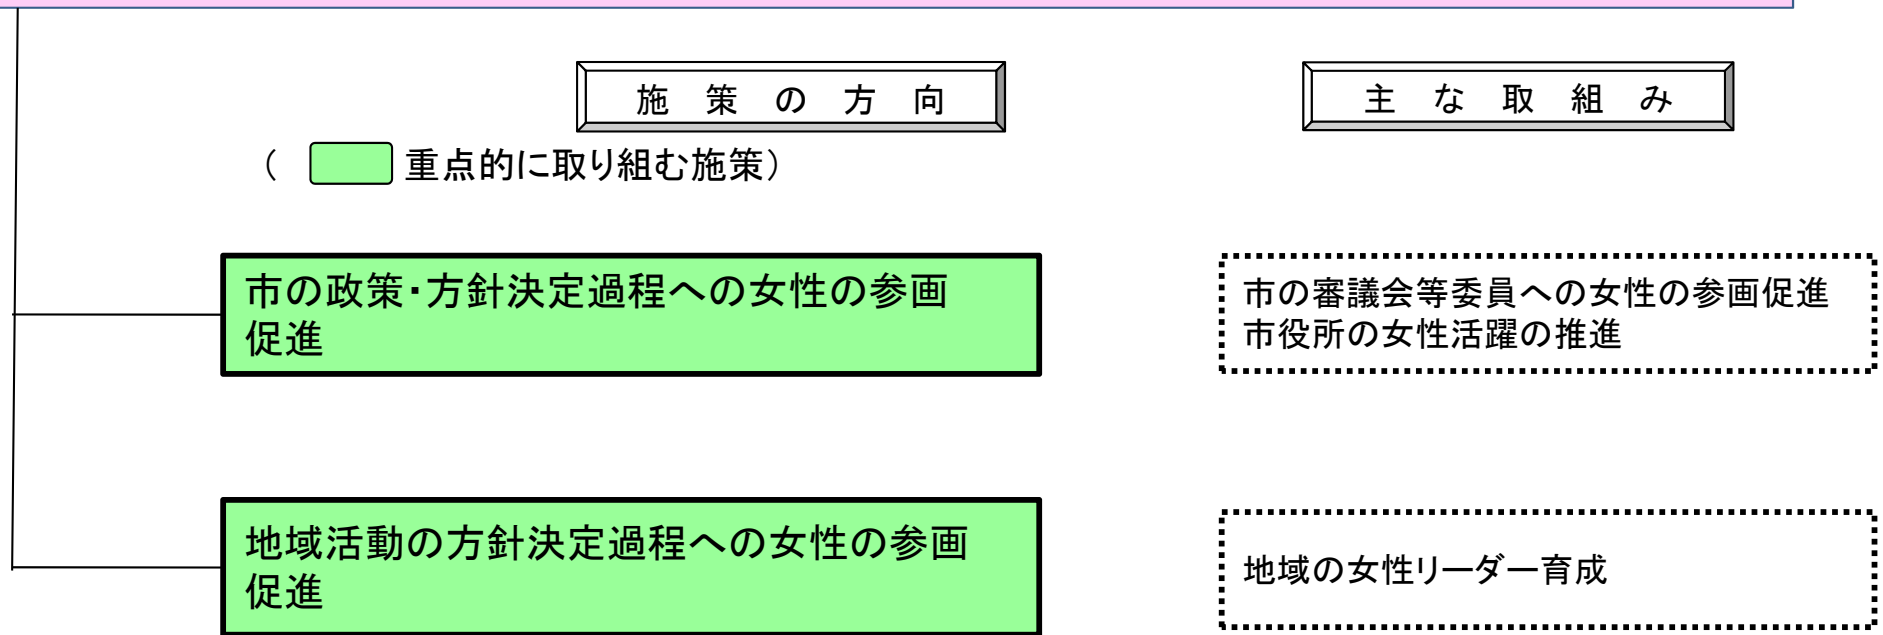 施策の方向
主な取組み
( 重点的に取り組む施策)
市の政策・方針決定過程への女性の参画
促進
市の審議会等委員への女性の参画促進
市役所の女性活躍の推進
地域活動の方針決定過程への女性の参画
促進
地域の女性リーダー育成